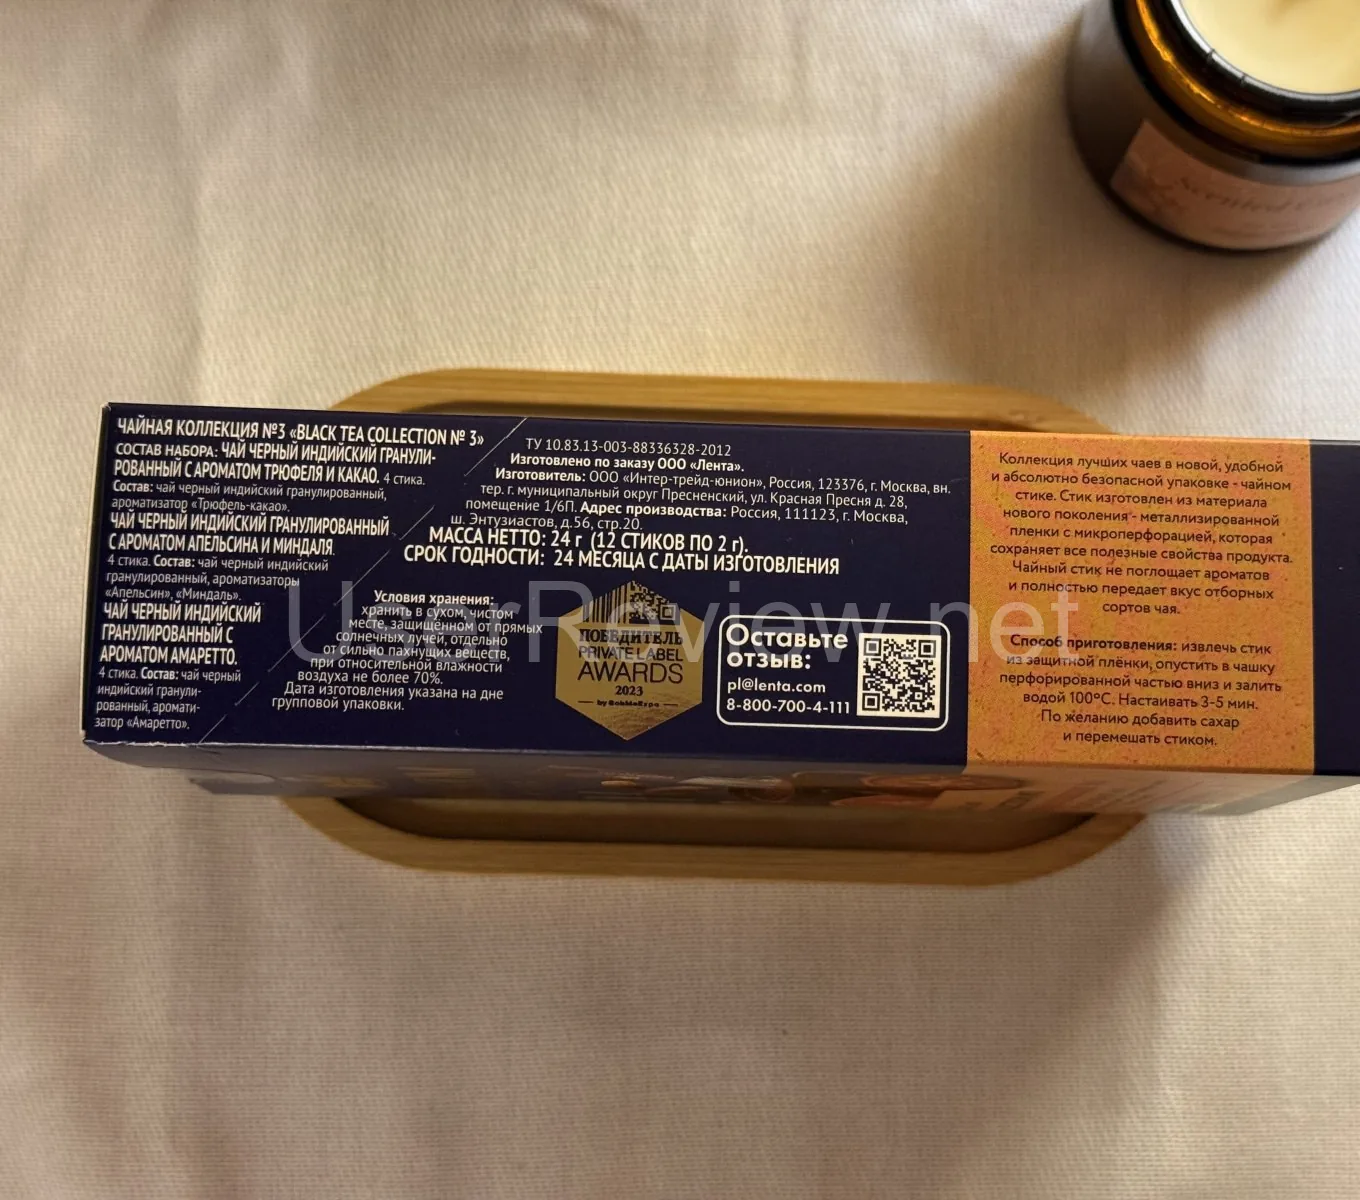 ЧАЙНАЯ КОЛЛЕКЦИЯ №3 «BLACK TEA COLLECTION № 3»
СОСТАВ НАБОРА: ЧАЙ ЧЕРНЫЙ ИНДИЙСКИЙ ГРАНУЛИ-
РОВАННЫЙ С АРОМАТОМ ТРЮФЕЛЯ И КАКАО. 4 стика.
Состав: чай черный индийский гранулированный,
ароматизатор «Трюфель-какао».
ЧАЙ ЧЕРНЫЙ ИНДИЙСКИЙ ГРАНУЛИРОВАННЫЙ
С АРОМАТОМ АПЕЛЬСИНА И МИНДАЛЯ.
4 стика. Состав: чай черный индийский
гранулированный, ароматизаторы
«Апельсин», «Миндаль».
ЧАЙ ЧЕРНЫЙ ИНДИЙСКИЙ
ГРАНУЛИРОВАННЫЙ С
АРОМАТОМ АМАРЕТТО.
4 стика. Состав: чай черный
индийский гранули-
рованный, аромати-
затор «Амаретто».
ТУ 10.83.13-003-88336328-2012
Изготовлено по заказу ООО «Лента».
Изготовитель: ООО «Интер-трейд-юнион», Россия, 123376, г. Москва, вн.
тер. г. муниципальный округ Пресненский, ул. Красная Пресня д. 28,
помещение 1/6П. Адрес производства: Россия, 111123, г. Москва,
ш. Энтузиастов, д.56, стр.20.
МАССА НЕТТО: 24 г (12 СТИКОВ ПО 2 г).
СРОК ГОДНОСТИ: 24 МЕСЯЦА С ДАТЫ ИЗГОТОВЛЕНИЯ
Условия хранения:
хранить в сухом, чистом
месте, защищенном от прямых
солнечных лучей, отдельно
от сильно пахнущих веществ,
при относительной влажности
воздуха не более 70%.
Дата изготовления указана на дне
групповой упаковки.
ПОБЕДИТЕЛЬ
PRIVATE LABEL
AWARDS
2023
Оставьте
отзыв:
pl@lenta.com
8-800-700-4-111
Коллекция лучших чаев в новой, удобной
и абсолютно безопасной упаковке - чайном
стике. Стик изготовлен из материала
нового поколения - металлизированной
пленки с микроперфорацией, которая
сохраняет все полезные свойства продукта.
Чайный стик не поглощает ароматов
и полностью передает вкус отборных
сортов чая.
Способ приготовления: извлечь стик
из защитной плёнки, опустить в чашку
перфорированной частью вниз и залить
водой 100°С. Настаивать 3-5 мин.
По желанию добавить сахар
и перемешать стиком.
Scented
UserReview.net